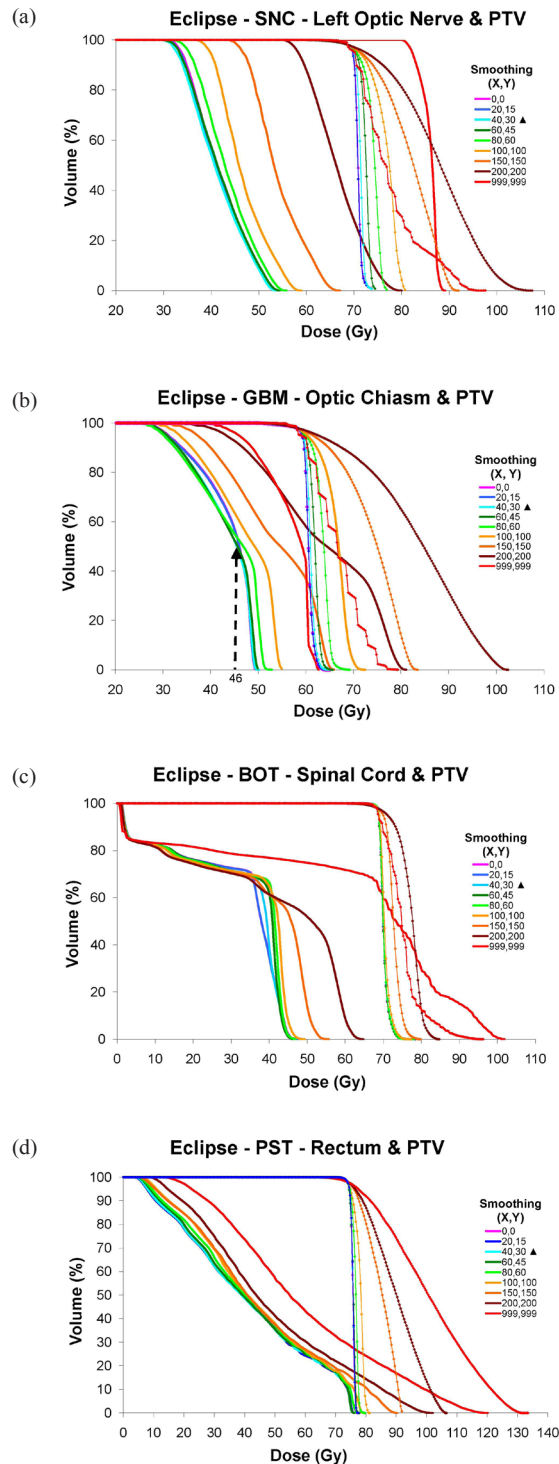 (a)
Eclipse - SNC - Left Optic Nerve & PTV
Volume (%)
100
80
60
40
20
0
20 30 40 50 60 70 80 90 100 110
Dose (Gy)
Smoothing
(X,Y)
0,0
20,15
40,30 ▲
60,45
80,60
100,100
150,150
200,200
999,999
(b)
Eclipse - GBM - Optic Chiasm & PTV
Volume (%)
100
80
60
40
20
0
20 30 40 50 60 70 80 90 100 110
46
Dose (Gy)
Smoothing
(X, Y)
0,0
20,15
40,30 ▲
60,45
80,60
100,100
150,150
200,200
999,999
(c)
Eclipse - BOT - Spinal Cord & PTV
Volume (%)
100
80
60
40
20
0
0 10 20 30 40 50 60 70 80 90 100 110
Dose (Gy)
Smoothing
(X,Y)
0,0
20,15
40,30 ▲
60,45
80,60
100,100
150,150
200,200
999,999
(d)
Eclipse - PST - Rectum & PTV
Volume (%)
100
90
80
70
60
50
40
30
20
10
0
0 10 20 30 40 50 60 70 80 90 100 110 120 130 140
Dose (Gy)
Smoothing
(X,Y)
0,0
20,15
40,30 ▲
60,45
80,60
100,100
150,150
200,200
999,999